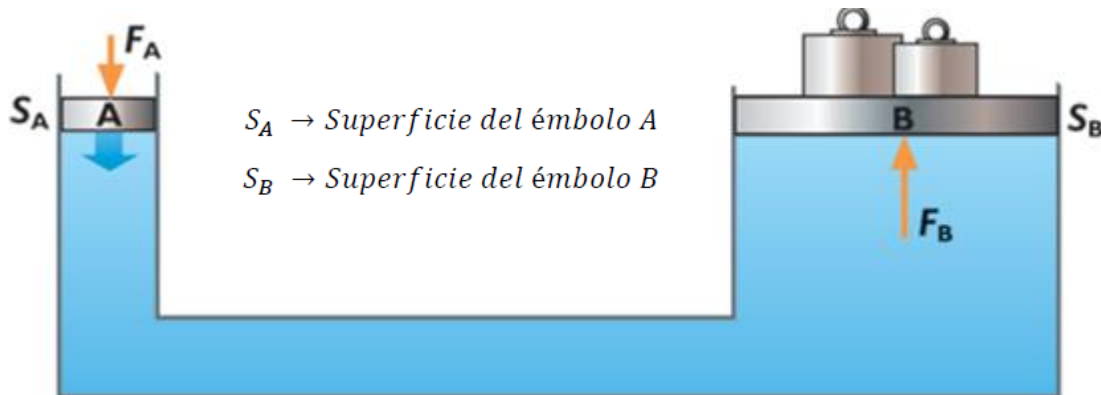 F_A
S_A
A
S_A → Superficie del émbolo A
S_B → Superficie del émbolo B
B
S_B
F_B